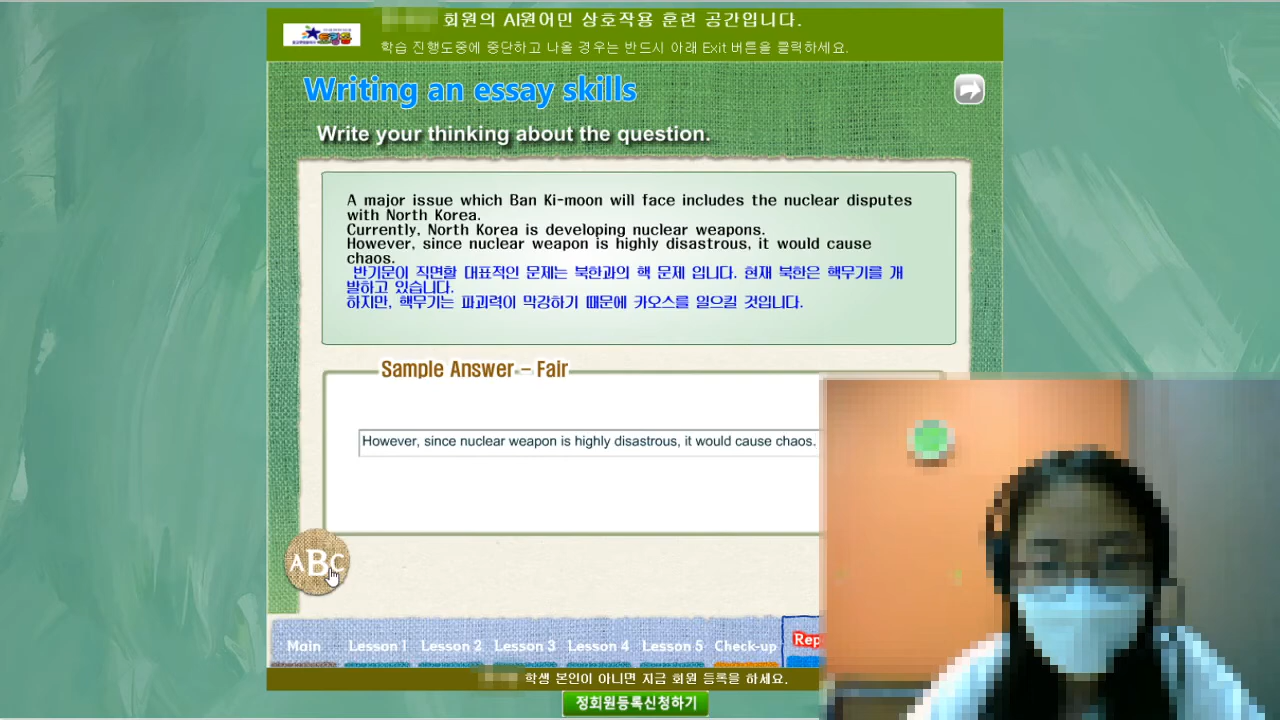 회원의 AI원어민 상호작용 훈련 공간입니다.
학습 진행도중에 중단하고 나올 경우는 반드시 아래 Exit 버튼을 클릭하세요.
Writing an essay skills
Write your thinking about the question.
A major issue which Ban Ki-moon will face includes the nuclear disputes
with North Korea.
Currently, North Korea is developing nuclear weapons.
However, since nuclear weapon is highly disastrous, it would cause
chaos.
반기문이 직면할 대표적인 문제는 북한과의 핵 문제 입니다. 현재 북한은 핵무기를 개
발하고 있습니다.
하지만, 핵무기는 파괴력이 막강하기 때문에 카오스를 일으킬 것입니다.
Sample Answer - Fair
However, since nuclear weapon is highly disastrous, it would cause chaos.
ABC
Main Lesson 1 Lesson 2 Lesson 3 Lesson 4 Lesson 5 Check-up Rep
학생 본인이 아니면 지금 회원 등록을 하세요.
정회원등록신청하기